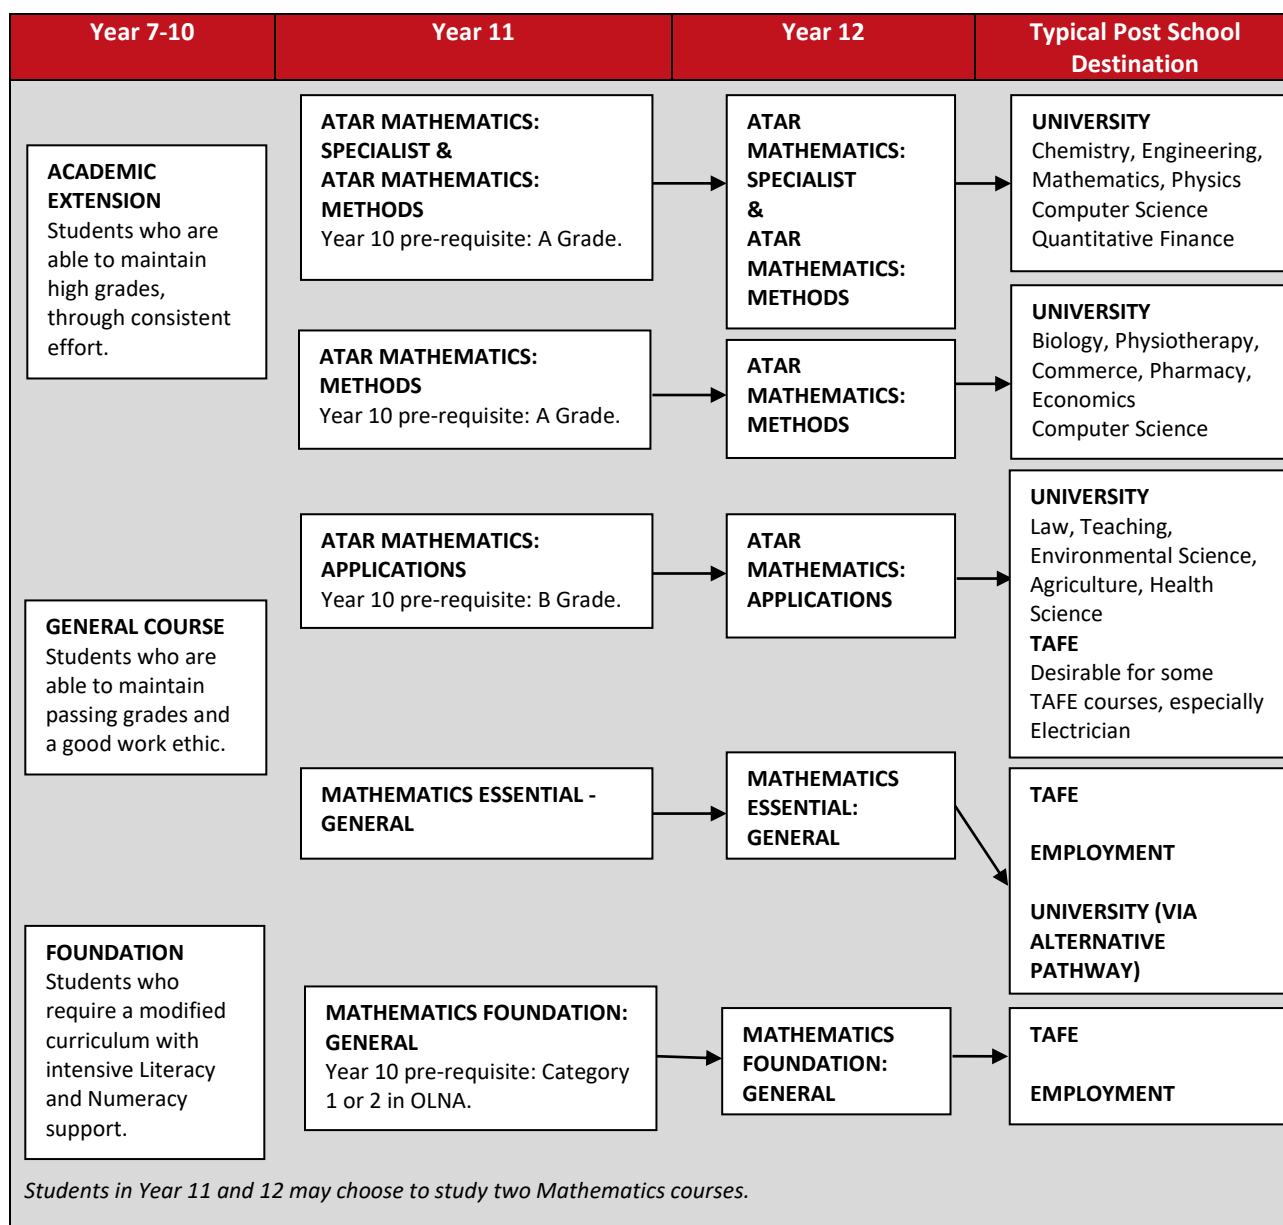 Year 7-10
Year 11
Year 12
Typical Post School
Destination
ACADEMIC
EXTENSION
Students who are
able to maintain
high grades,
through consistent
effort.
ATAR MATHEMATICS:
SPECIALIST &
ATAR MATHEMATICS:
METHODS
Year 10 pre-requisite: A Grade.
ATAR
MATHEMATICS:
SPECIALIST
&
ATAR
MATHEMATICS:
METHODS
UNIVERSITY
Chemistry, Engineering,
Mathematics, Physics
Computer Science
Quantitative Finance
ATAR MATHEMATICS:
METHODS
Year 10 pre-requisite: A Grade.
ATAR
MATHEMATICS:
METHODS
UNIVERSITY
Biology, Physiotherapy,
Commerce, Pharmacy,
Economics
Computer Science
GENERAL COURSE
Students who are
able to maintain
passing grades and
a good work ethic.
ATAR MATHEMATICS:
APPLICATIONS
Year 10 pre-requisite: B Grade.
ATAR
MATHEMATICS:
APPLICATIONS
UNIVERSITY
Law, Teaching,
Environmental Science,
Agriculture, Health
Science
TAFE
Desirable for some
TAFE courses, especially
Electrician
MATHEMATICS ESSENTIAL -
GENERAL
MATHEMATICS
ESSENTIAL:
GENERAL
TAFE
EMPLOYMENT
UNIVERSITY (VIA
ALTERNATIVE
PATHWAY)
FOUNDATION
Students who
require a modified
curriculum with
intensive Literacy
and Numeracy
support.
MATHEMATICS FOUNDATION:
GENERAL
Year 10 pre-requisite: Category
1 or 2 in OLNA.
MATHEMATICS
FOUNDATION:
GENERAL
TAFE
EMPLOYMENT
Students in Year 11 and 12 may choose to study two Mathematics courses.